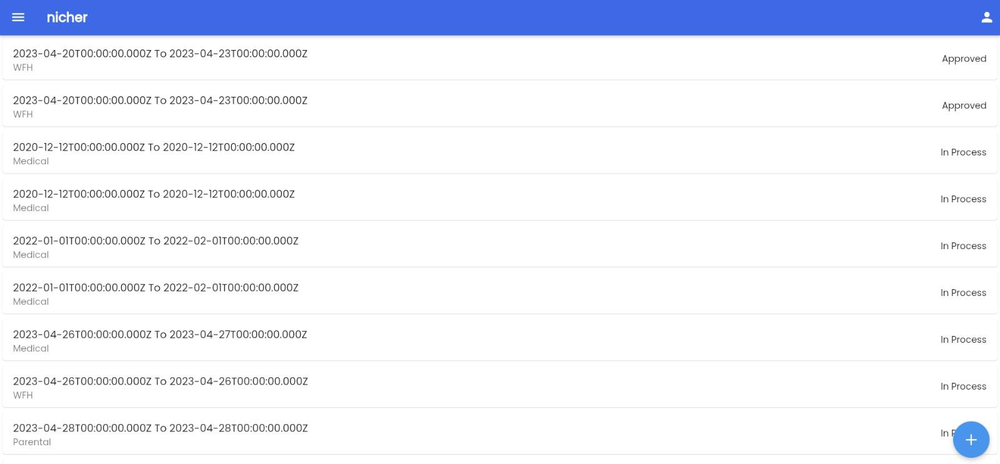 nicher
2023-04-20T00:00:00.000Z To 2023-04-23T00:00:00.000Z
WFH
Approved
2023-04-20T00:00:00.000Z To 2023-04-23T00:00:00.000Z
WFH
Approved
2020-12-12T00:00:00.000Z To 2020-12-12T00:00:00.000Z
Medical
In Process
2020-12-12T00:00:00.000Z To 2020-12-12T00:00:00.000Z
Medical
In Process
2022-01-01T00:00:00.000Z To 2022-02-01T00:00:00.000Z
Medical
In Process
2022-01-01T00:00:00.000Z To 2022-02-01T00:00:00.000Z
Medical
In Process
2023-04-26T00:00:00.000Z To 2023-04-27T00:00:00.000Z
Medical
In Process
2023-04-26T00:00:00.000Z To 2023-04-26T00:00:00.000Z
WFH
In Process
2023-04-28T00:00:00.000Z To 2023-04-28T00:00:00.000Z
Parental
In